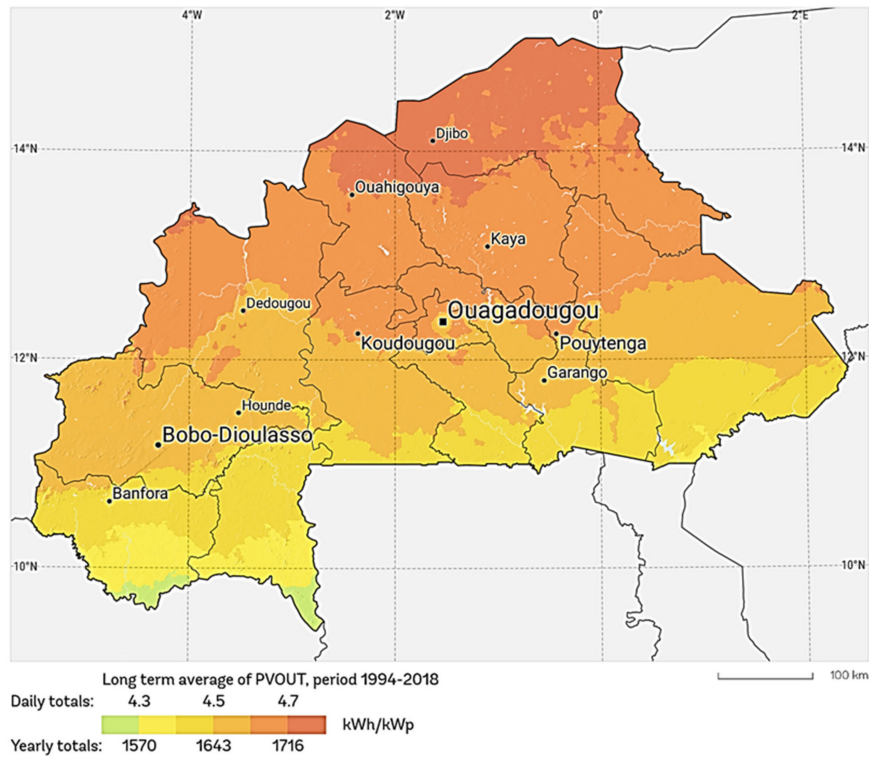 4°W 2°W 0° 2°E
14°N 14°N
Djibo
Ouahigouya
Kaya
Dedougou
Ouagadougou
Koudougou
Pouytenga
12°N 12°N
Garango
Hounde
Bobo-Dioulasso
Banfora
10°N 10°N
Long term average of PVOUT, period 1994-2018
Daily totals: 4.3 4.5 4.7
kWh/kWp
Yearly totals: 1570 1643 1716
100 km